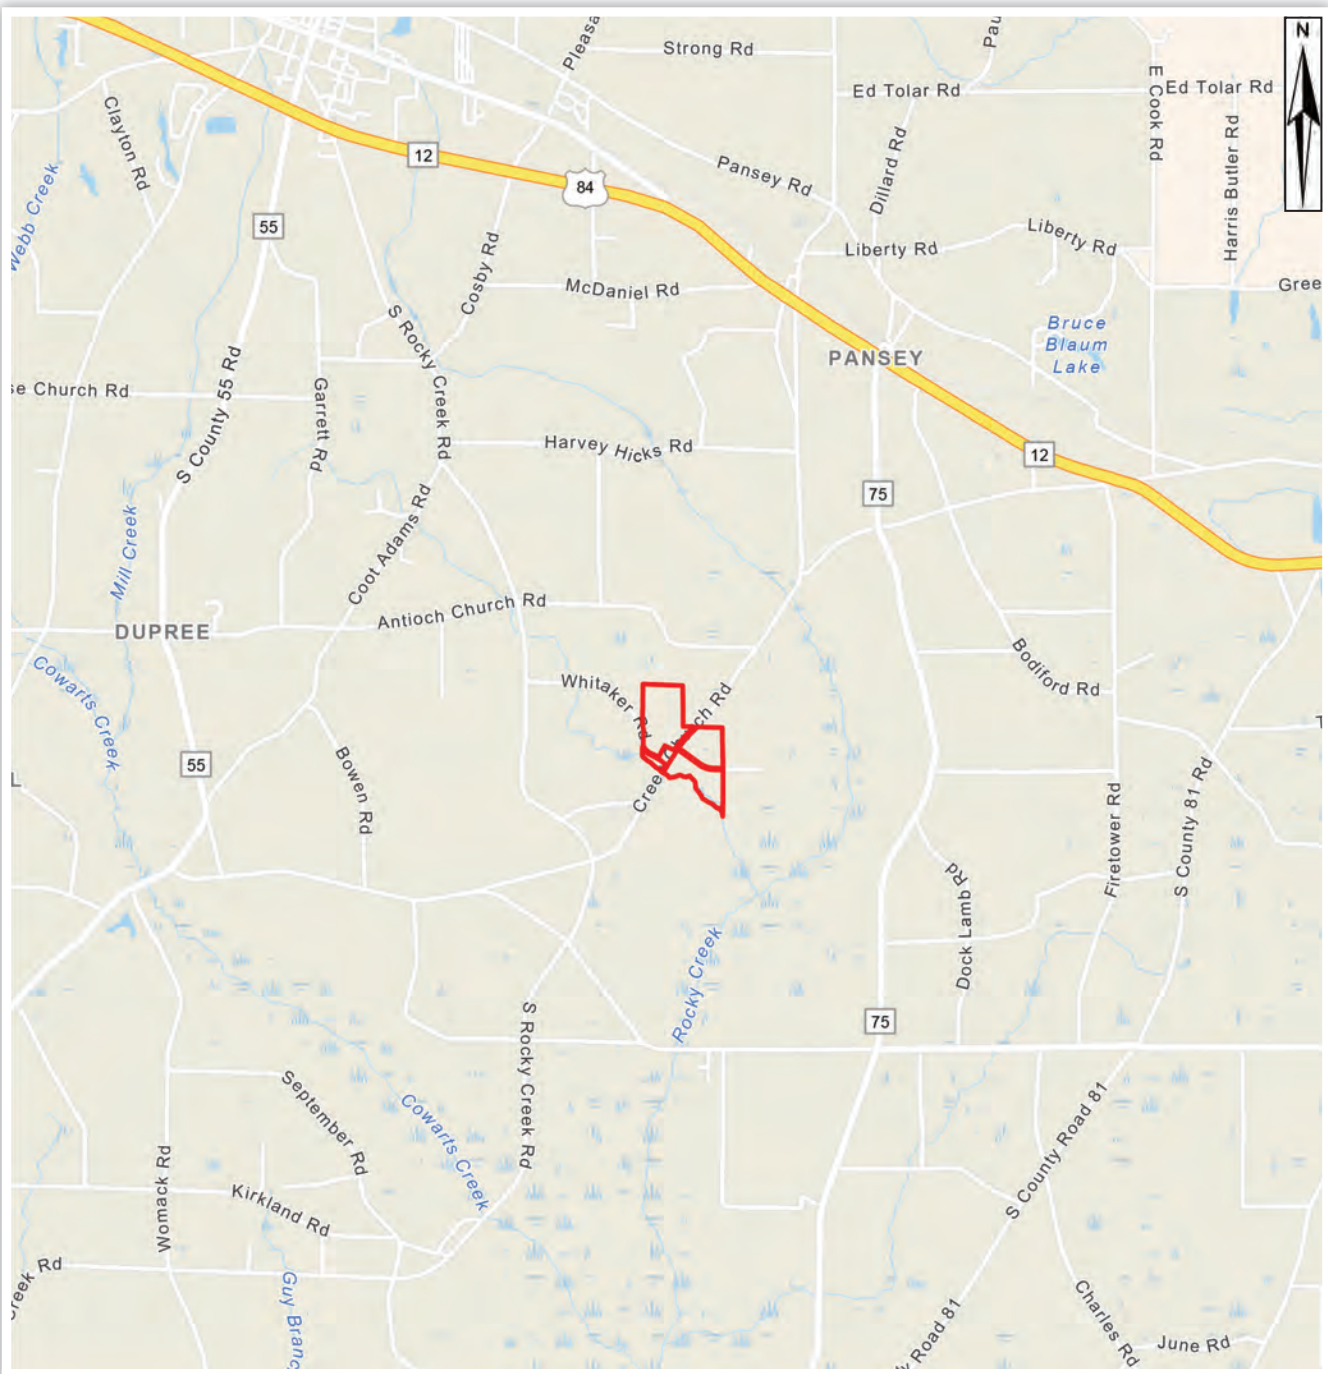 N
Strong Rd
Ed Tolar Rd
Ed Tolar Rd
E Cook Rd
Harris Butler Rd
Clayton Rd
12
84
Pansey Rd
Dillard Rd
Webb Creek
55
Cosby Rd
Liberty Rd
Liberty Rd
McDaniel Rd
S Rocky Creek Rd
Bruce
Blaum
Lake
PANSEY
S County 55 Rd
Garrett Rd
Harvey Hicks Rd
12
75
Mill Creek
Coot Adams Rd
Antioch Church Rd
DUPREE
Cowarts Creek
Whitaker Rd
Bodiford Rd
55
Bowen Rd
S County 81 Rd
Firetower Rd
Dock Lamb Rd
Rocky Creek
75
S Rocky Creek Rd
September Rd
Cowarts Creek
S County Road 81
Womack Rd
Kirkland Rd
Creek Rd
Guy Branc
Charles Rd
June Rd
Road 81